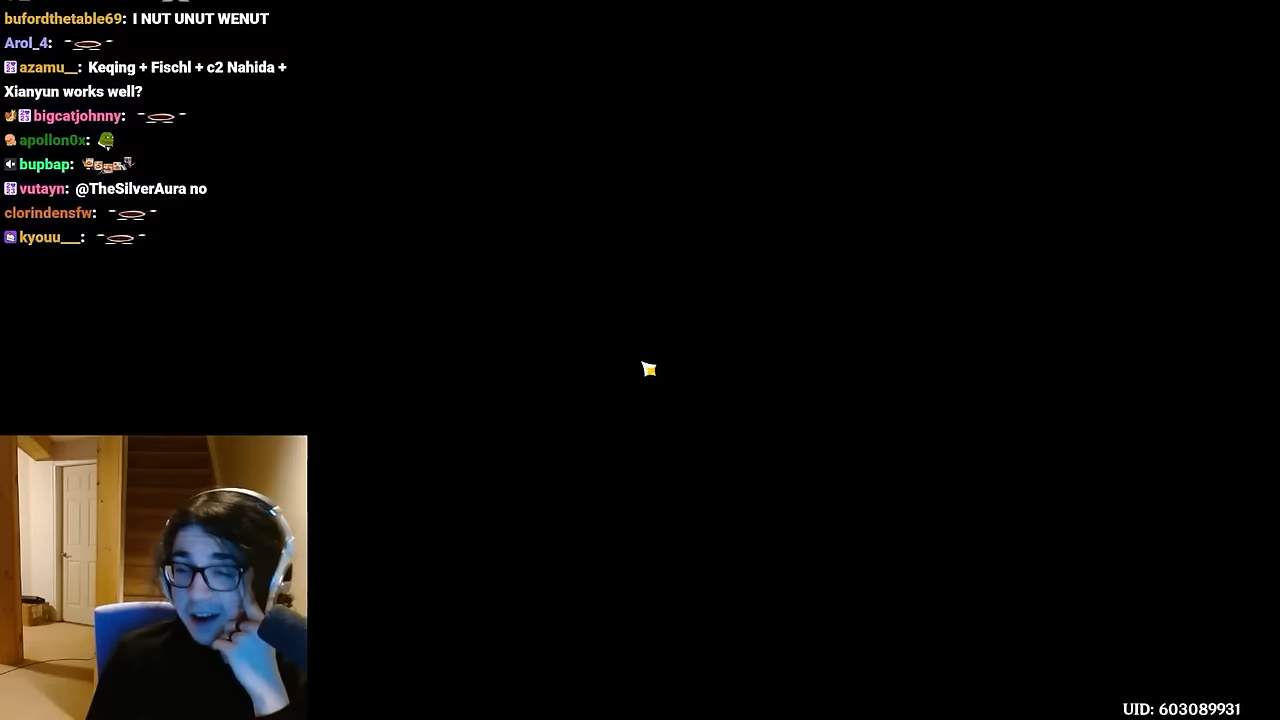 bufordthetable69: I NUT UNUT WENUT
Arol_4:
azamu__: Keqing + Fischl + c2 Nahida +
Xianyun works well?
bigcatjohnny:
apollon0x:
bupbap:
vutayn: @TheSilverAura no
clorindensfw:
kyouu___:
UID: 603089931